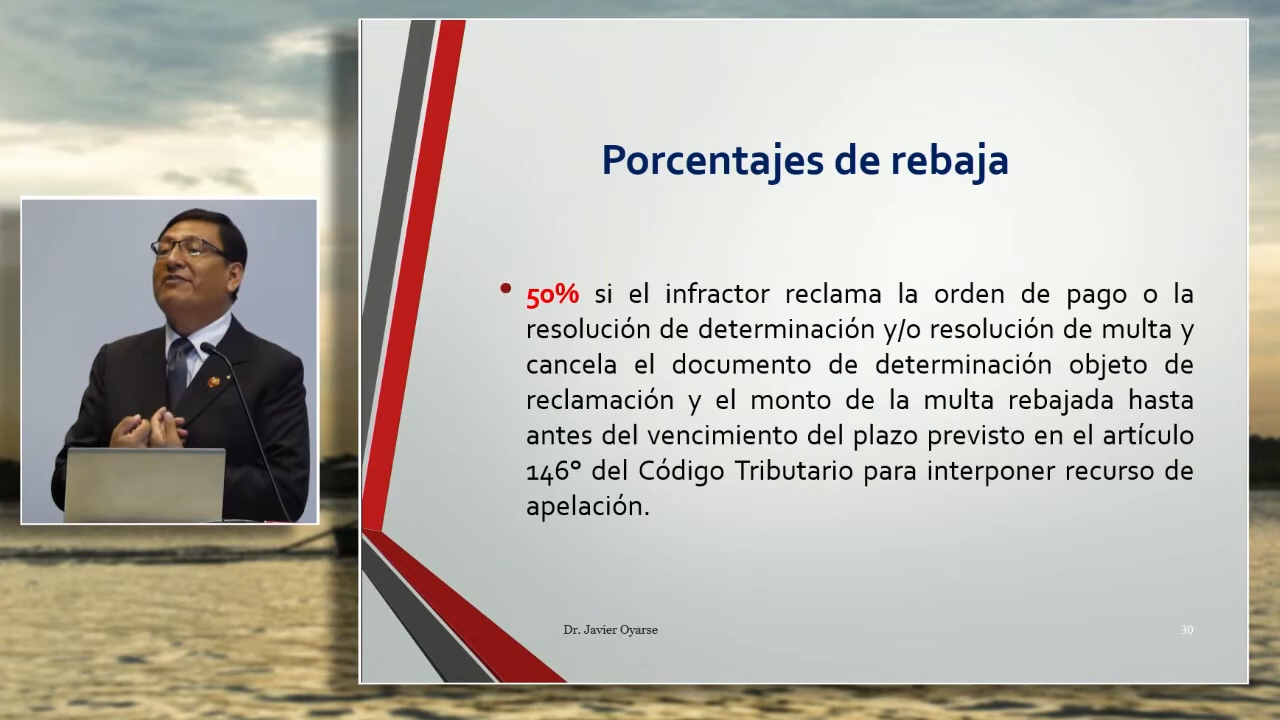 Porcentajes de rebaja
• 50% si el infractor reclama la orden de pago o la
resolución de determinación y/o resolución de multa y
cancela el documento de determinación objeto de
reclamación y el monto de la multa rebajada hasta
antes del vencimiento del plazo previsto en el artículo
146° del Código Tributario para interponer recurso de
apelación.
Dr. Javier Oyarse
30